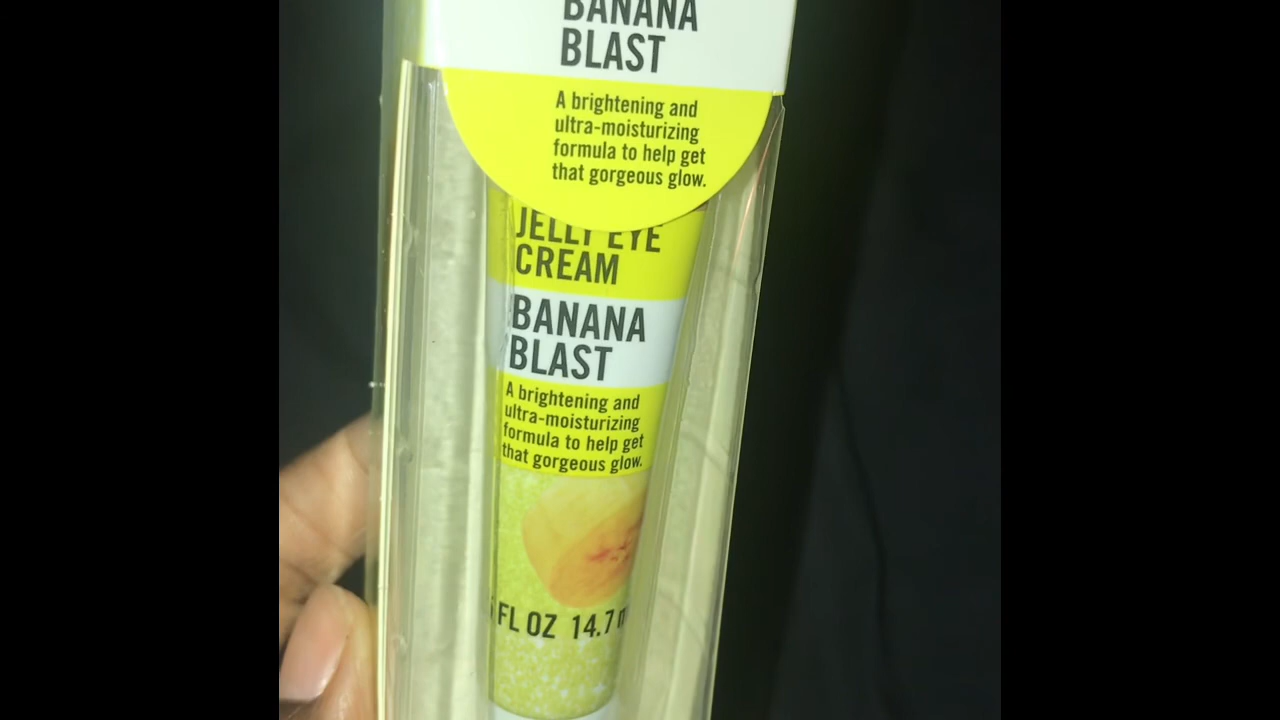 BANANA
BLAST
A brightening and
ultra-moisturizing
formula to help get
that gorgeous glow.
JELLY EYE
CREAM
BANANA
BLAST
A brightening and
ultra-moisturizing
formula to help get
that gorgeous glow.
FL OZ 14.7